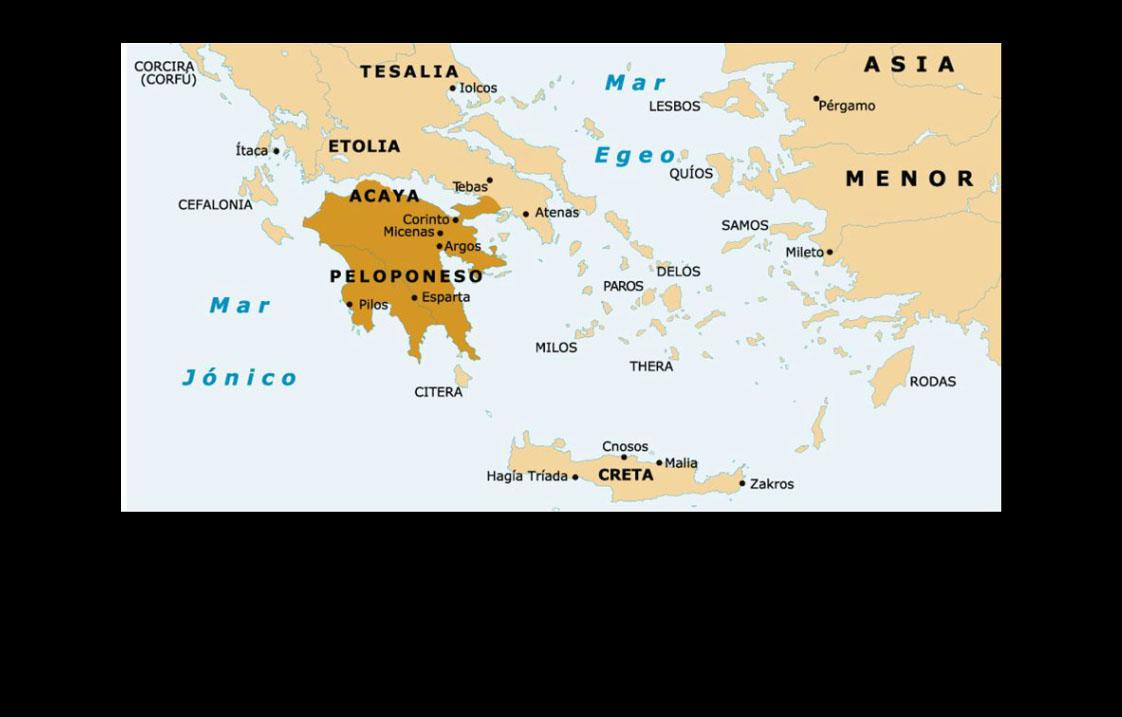 CORCIRA
(CORFÚ)
TESALIA
Iolcos
Mar
LESBOS
ASIA
Pérgamo
Ítaca
ETOLIA
Egeo
QUÍOS
MENOR
CEFALONIA
ACAYA
Tebas
Corinto
Atenas
Micenas
Argos
SAMOS
Mileto
PELOPONESO
DELOS
PAROS
Mar
Pilos
Esparta
MILOS
THERA
Jónico
CITERA
RODAS
Cnosos
Malia
Hagía Tríada
CRETA
Zakros